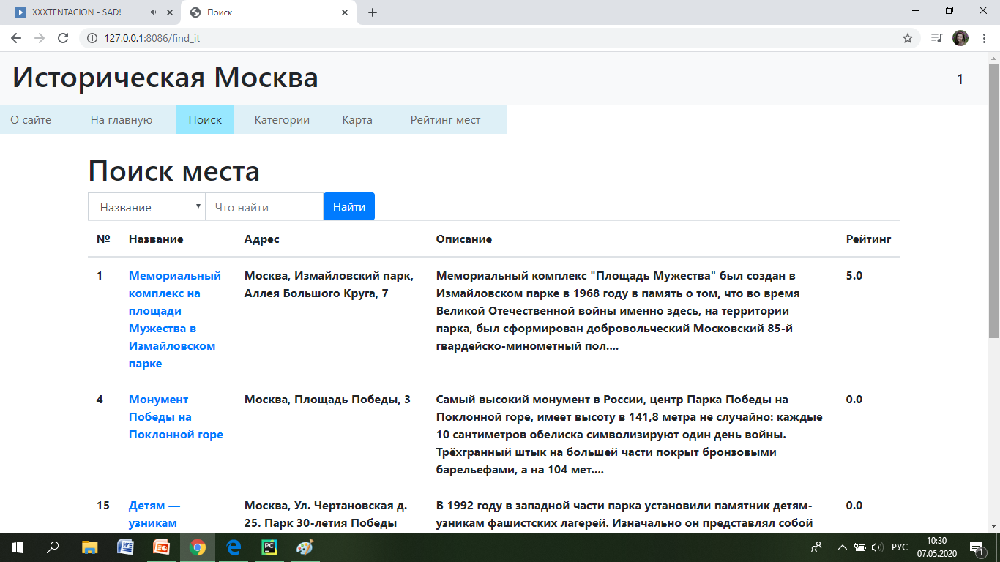 XXXTENTACION - SAD!
Поиск
127.0.0.1:8086/find_it
Историческая Москва
1
О сайте На главную Поиск Категории Карта Рейтинг мест
Поиск места
Название Что найти Найти
№ Название Адрес Описание Рейтинг
1
Мемориальный
комплекс на
площади
Мужества в
Измайловском
парке
Москва, Измайловский парк,
Аллея Большого Круга, 7
Мемориальный комплекс "Площадь Мужества" был создан в
Измайловском парке в 1968 году в память о том, что во время
Великой Отечественной войны именно здесь, на территории
парка, был сформирован добровольческий Московский 85-й
гвардейско-минометный пол....
5.0
4
Монумент
Победы на
Поклонной горе
Москва, Площадь Победы, 3
Самый высокий монумент в России, центр Парка Победы на
Поклонной горе, имеет высоту в 141,8 метра не случайно: каждые
10 сантиметров обелиска символизируют один день войны.
Трёхгранный штык на большей части покрыт бронзовыми
барельефами, а на 104 мет....
0.0
15
Детям —
узникам
Москва, Ул. Чертановская д.
25. Парк 30-летия Победы
В 1992 году в западной части парка установили памятник детям-
узникам фашистских лагерей. Изначально он представлял собой
0.0
РУС
10:30
07.05.2020
1